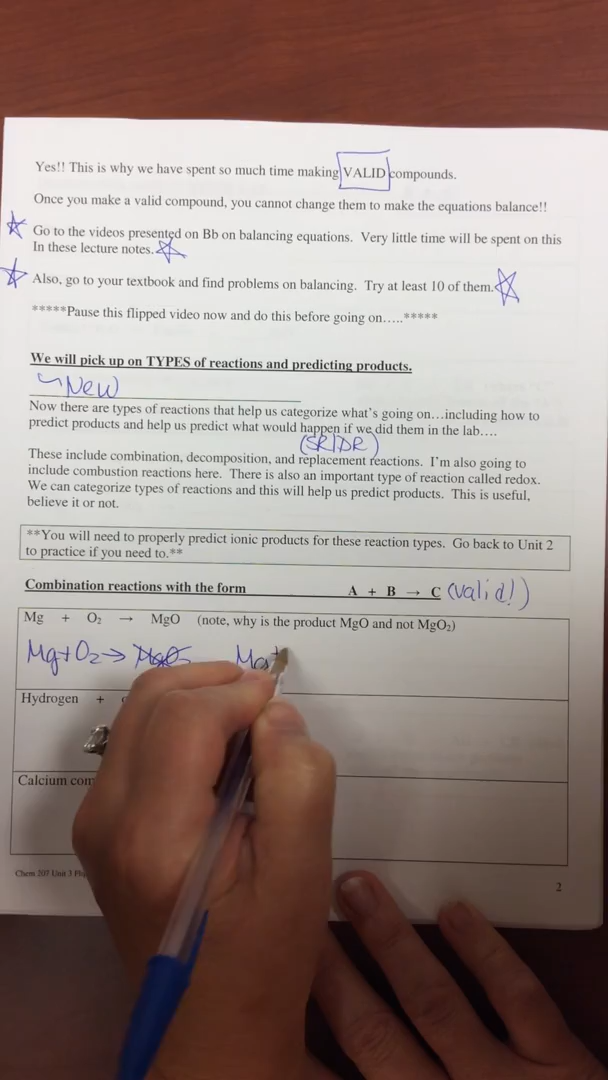 Yes!! This is why we have spent so much time making VALID compounds.
Once you make a valid compound, you cannot change them to make the equations balance!!
Go to the videos presented on Bb on balancing equations. Very little time will be spent on this
In these lecture notes.
Also, go to your textbook and find problems on balancing. Try at least 10 of them.
*****Pause this flipped video now and do this before going on…..*****
We will pick up on TYPES of reactions and predicting products.
New
Now there are types of reactions that help us categorize what's going on…including how to
predict products and help us predict what would happen if we did them in the lab….
(SR/DR)
These include combination, decomposition, and replacement reactions. I'm also going to
include combustion reactions here. There is also an important type of reaction called redox.
We can categorize types of reactions and this will help us predict products. This is useful,
believe it or not.
**You will need to properly predict ionic products for these reaction types. Go back to Unit 2
to practice if you need to.**
Combination reactions with the form A + B → C (valid!)
Mg + O₂ → MgO (note, why is the product MgO and not MgO₂)
Mg + O₂ → MgO₂ Mg
Hydrogen +
Calcium
Chem 207 Unit 3
2